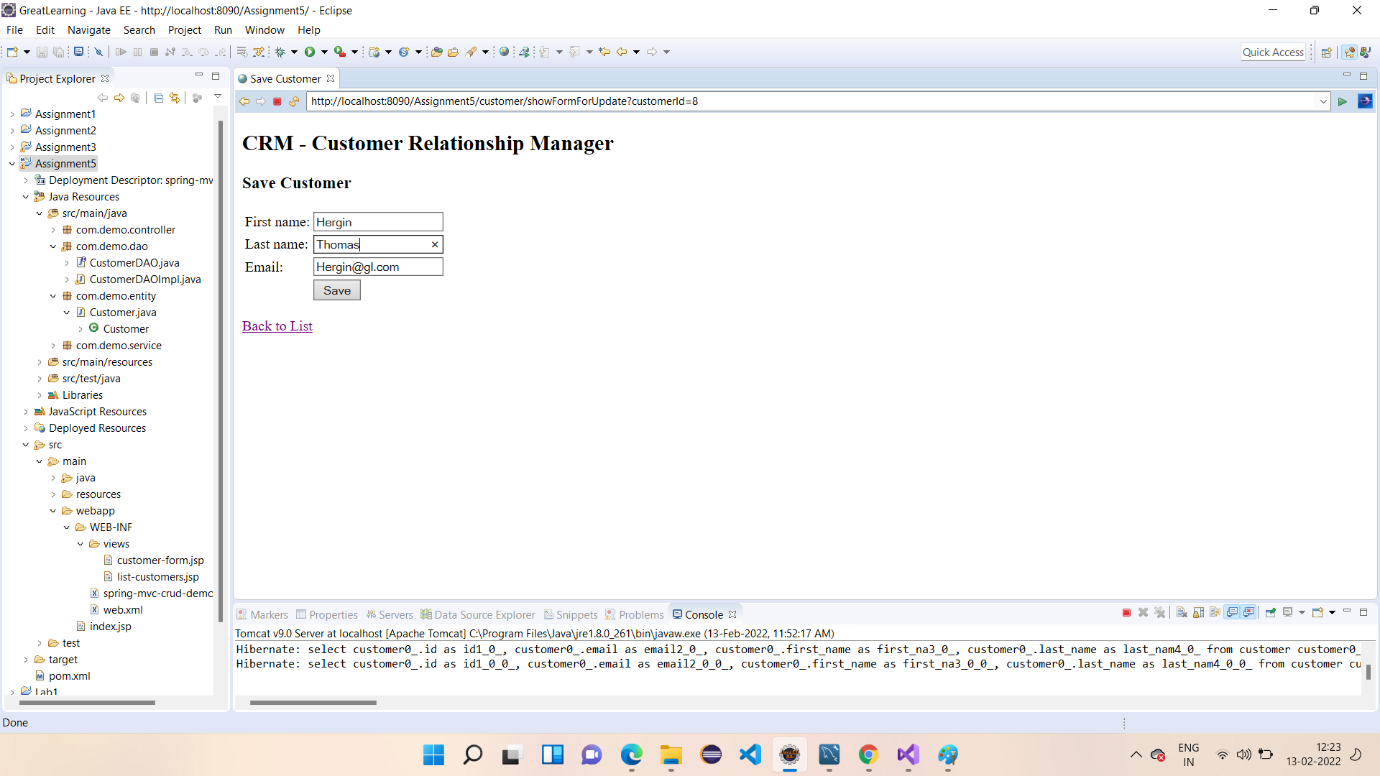 GreatLearning - Java EE - http://localhost:8090/Assignment5/ - Eclipse
File Edit Navigate Search Project Run Window Help
Quick Access
Project Explorer
Assignment1
Assignment2
Assignment3
Assignment5
Deployment Descriptor: spring-mv
Java Resources
src/main/java
com.demo.controller
com.demo.dao
CustomerDAO.java
CustomerDAOImpl.java
com.demo.entity
Customer.java
Customer
com.demo.service
src/main/resources
src/test/java
Libraries
JavaScript Resources
Deployed Resources
src
main
java
resources
webapp
WEB-INF
views
customer-form.jsp
list-customers.jsp
spring-mvc-crud-demo
web.xml
index.jsp
test
target
pom.xml
Lab1
Save Customer
http://localhost:8090/Assignment5/customer/showFormForUpdate?customerId=8
CRM - Customer Relationship Manager
Save Customer
First name: Hergin
Last name: Thomas
Email: Hergin@gl.com
Save
Back to List
Markers Properties Servers Data Source Explorer Snippets Problems Console
Tomcat v9.0 Server at localhost [Apache Tomcat] C:\Program Files\Java\jre1.8.0_261\bin\javaw.exe (13-Feb-2022, 11:52:17 AM)
Hibernate: select customer0_.id as id1_0_, customer0_.email as email2_0_, customer0_.first_name as first_na3_0_, customer0_.last_name as last_nam4_0_ from customer customer0_
Hibernate: select customer0_.id as id1_0_0_, customer0_.email as email2_0_0_, customer0_.first_name as first_na3_0_0_, customer0_.last_name as last_nam4_0_0_ from customer cu
Done
ENG
IN
12:23
13-02-2022